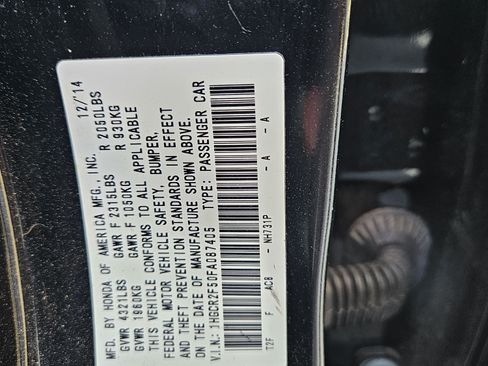 MFD. BY HONDA OF AMERICA MFG., INC. 12/'14
GVWR 4321LBS GAWR F 2315LBS R 2060LBS
GVWR 1960KG GAWR F 1050KG R 930KG
THIS VEHICLE CONFORMS TO ALL APPLICABLE
FEDERAL MOTOR VEHICLE SAFETY, BUMPER,
AND THEFT PREVENTION STANDARDS IN EFFECT
ON THE DATE OF MANUFACTURE SHOWN ABOVE.
V.I.N.: 1HGCR2F50FA087405 TYPE: PASSENGER CAR
T2F F AC8 NH731P - A - A